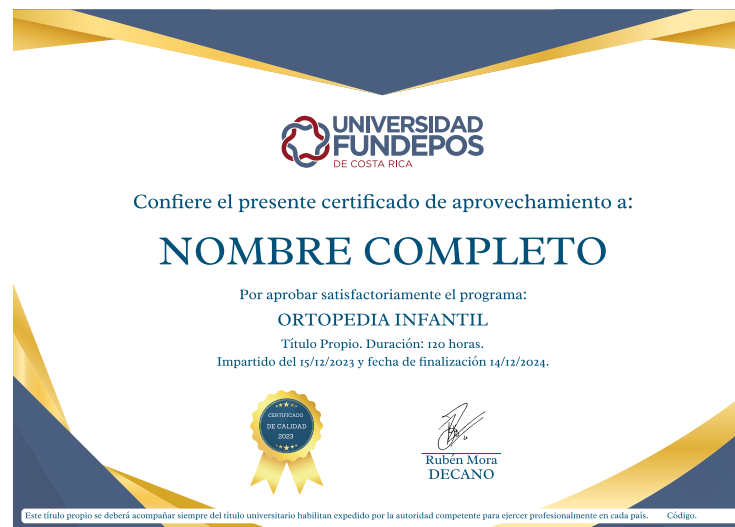 UNIVERSIDAD
FUNDEPOS
DE COSTA RICA
Confiere el presente certificado de aprovechamiento a:
NOMBRE COMPLETO
Por aprobar satisfactoriamente el programa:
ORTOPEDIA INFANTIL
Título Propio. Duración: 120 horas.
Impartido del 15/12/2023 y fecha de finalización 14/12/2024.
CERTIFICADO
DE CALIDAD
2023
Rubén Mora
DECANO
Este título propio se deberá acompañar siempre del título universitario habilitan expedido por la autoridad competente para ejercer profesionalmente en cada país. Código.